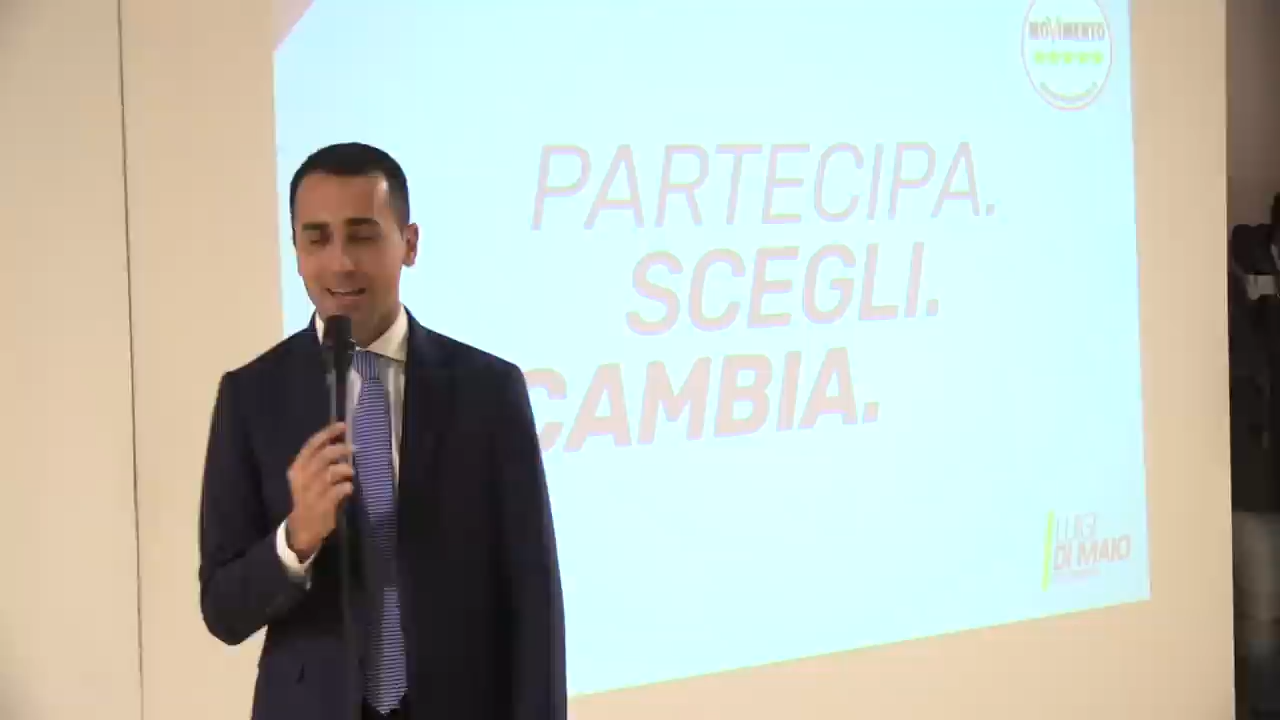 MOVIMENTO
PARTECIPA.
SCEGLI.
CAMBIA.
LUIGI
DI MAIO